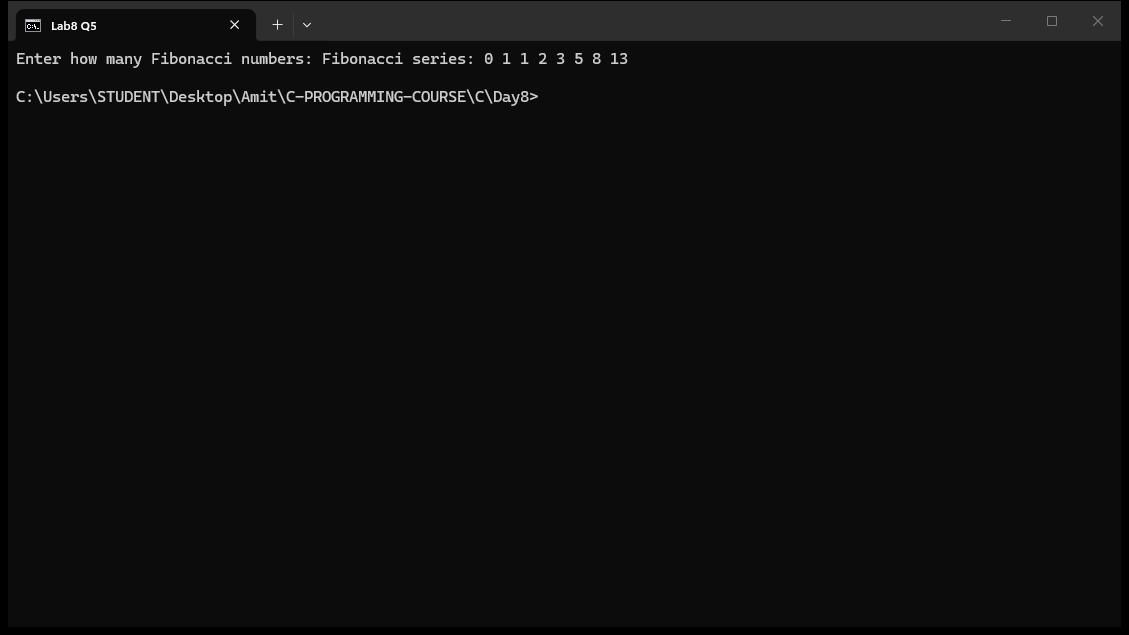 Lab8 Q5
Enter how many Fibonacci numbers: Fibonacci series: 0 1 1 2 3 5 8 13
C:\Users\STUDENT\Desktop\Amit\C-PROGRAMMING-COURSE\C\Day8>